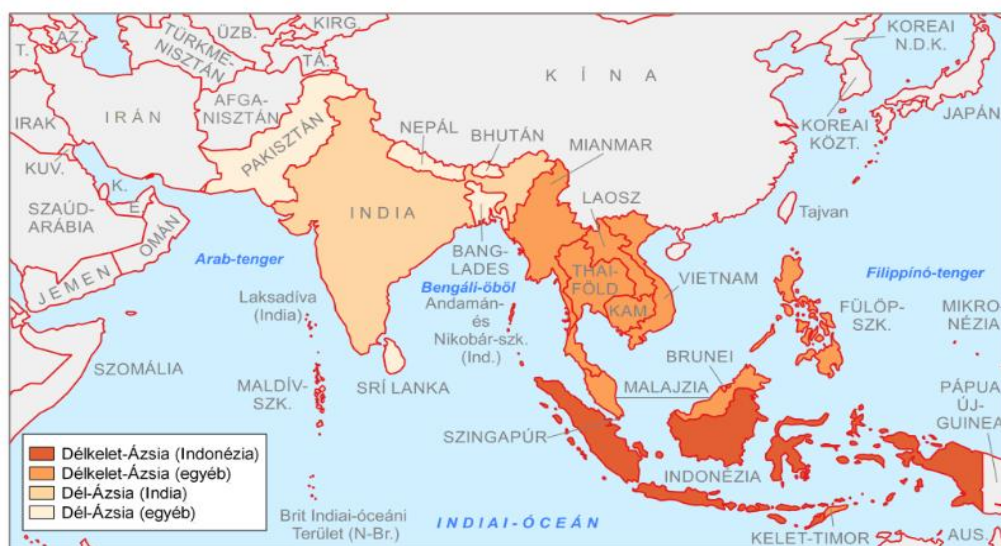 T.
AZ.
TÜRKME-
NISZTÁN
ÜZB.
KIRG.
TÁ.
KOREAI
N.D.K.
K Í N A
IRAK
IRÁN
AFGA-
NISZTÁN
PAKISZTÁN
NEPÁL
BHUTÁN
MIANMAR
KOREAI
KÖZT.
JAPÁN
KUV.
K.
E.
SZAÚD-
ARÁBIA
OMÁN
JEMEN
INDIA
LAOSZ
Tajvan
Arab-tenger
BANG-
LADES
Bengáli-öböl
THAI-
FÖLD
KAM.
VIETNAM
Filippínó-tenger
Laksadíva
(India)
Andamán-
és
Nikobár-szk.
(Ind.)
FÜLÖP-
SZK.
MIKRO-
NÉZIA
SZOMÁLIA
MALDÍV-
SZK.
SRÍ LANKA
BRUNEI
MALAJZIA
PÁPUA
ÚJ-
GUINEA
SZINGAPÚR
INDONÉZIA
Délkelet-Ázsia (Indonézia)
Délkelet-Ázsia (egyéb)
Dél-Ázsia (India)
Dél-Ázsia (egyéb)
Brit Indiai-óceáni
Terület (N-Br.)
INDIAI-ÓCEÁN
KELET-TIMOR
AUS.